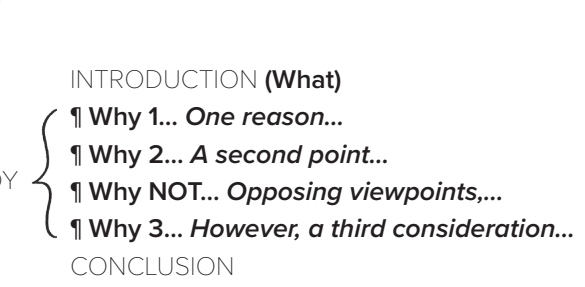 INTRODUCTION (What)
¶ Why 1... One reason...
¶ Why 2... A second point...
¶ Why NOT... Opposing viewpoints,...
¶ Why 3... However, a third consideration...
CONCLUSION